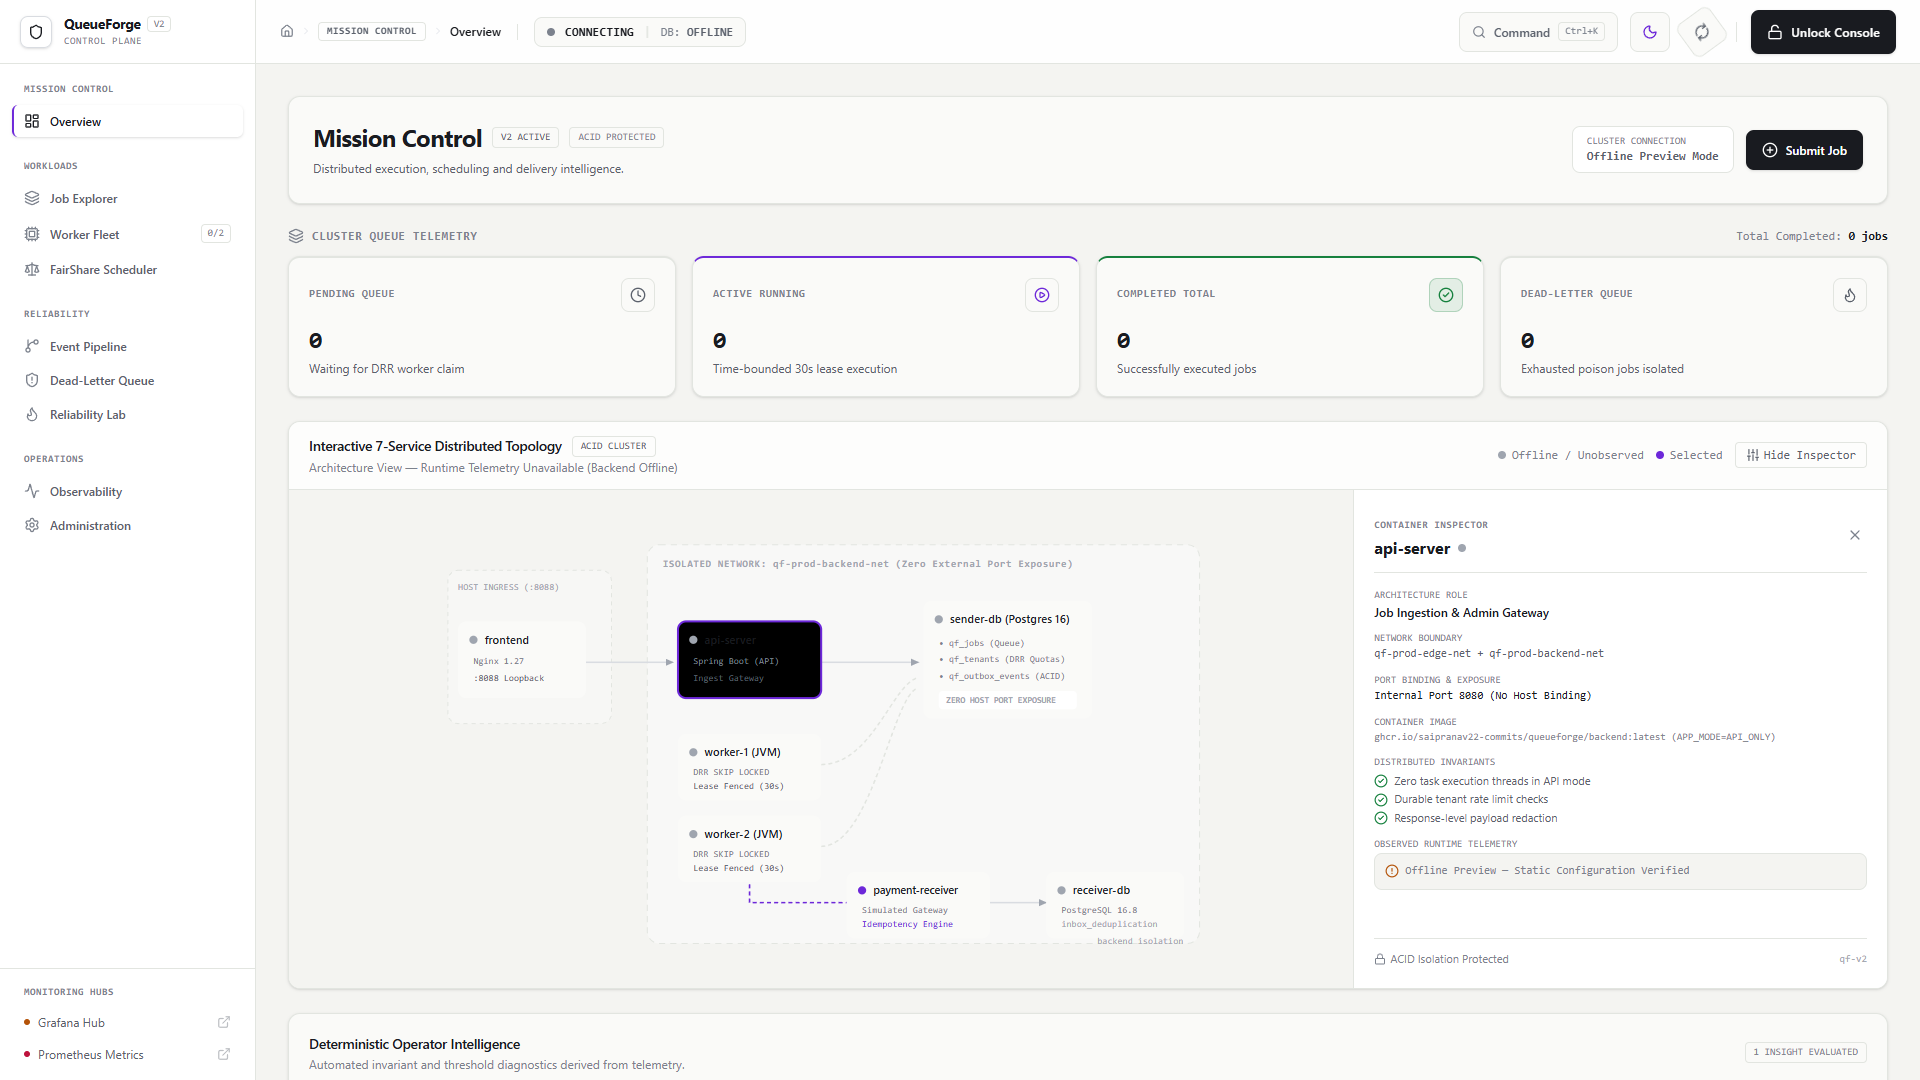 QueueForge V2
CONTROL PLANE
MISSION CONTROL
Overview
WORKLOADS
Job Explorer
Worker Fleet 0/2
FairShare Scheduler
RELIABILITY
Event Pipeline
Dead-Letter Queue
Reliability Lab
OPERATIONS
Observability
Administration
MONITORING HUBS
Grafana Hub
Prometheus Metrics
MISSION CONTROL Overview CONNECTING DB: OFFLINE
Command Ctrl+K
Unlock Console
Mission Control V2 ACTIVE ACID PROTECTED
Distributed execution, scheduling and delivery intelligence.
CLUSTER CONNECTION
Offline Preview Mode
Submit Job
CLUSTER QUEUE TELEMETRY
Total Completed: 0 jobs
PENDING QUEUE
0
Waiting for DRR worker claim
ACTIVE RUNNING
0
Time-bounded 30s lease execution
COMPLETED TOTAL
0
Successfully executed jobs
DEAD-LETTER QUEUE
0
Exhausted poison jobs isolated
Interactive 7-Service Distributed Topology ACID CLUSTER
Architecture View — Runtime Telemetry Unavailable (Backend Offline)
Offline / Unobserved Selected Hide Inspector
HOST INGRESS (:8088)
frontend
Nginx 1.27
:8088 Loopback
ISOLATED NETWORK: qf-prod-backend-net (Zero External Port Exposure)
api-server
Spring Boot (API)
Ingest Gateway
sender-db (Postgres 16)
• qf_jobs (Queue)
• qf_tenants (DRR Quotas)
• qf_outbox_events (ACID)
ZERO HOST PORT EXPOSURE
worker-1 (JVM)
DRR SKIP LOCKED
Lease Fenced (30s)
worker-2 (JVM)
DRR SKIP LOCKED
Lease Fenced (30s)
payment-receiver
Simulated Gateway
Idempotency Engine
receiver-db
PostgreSQL 16.8
inbox_deduplication
backend isolation
CONTAINER INSPECTOR
api-server
ARCHITECTURE ROLE
Job Ingestion & Admin Gateway
NETWORK BOUNDARY
qf-prod-edge-net + qf-prod-backend-net
PORT BINDING & EXPOSURE
Internal Port 8080 (No Host Binding)
CONTAINER IMAGE
ghcr.io/saipranav22-commits/queueforge/backend:latest (APP_MODE=API_ONLY)
DISTRIBUTED INVARIANTS
Zero task execution threads in API mode
Durable tenant rate limit checks
Response-level payload redaction
OBSERVED RUNTIME TELEMETRY
Offline Preview — Static Configuration Verified
ACID Isolation Protected
qf-v2
Deterministic Operator Intelligence
Automated invariant and threshold diagnostics derived from telemetry.
1 INSIGHT EVALUATED